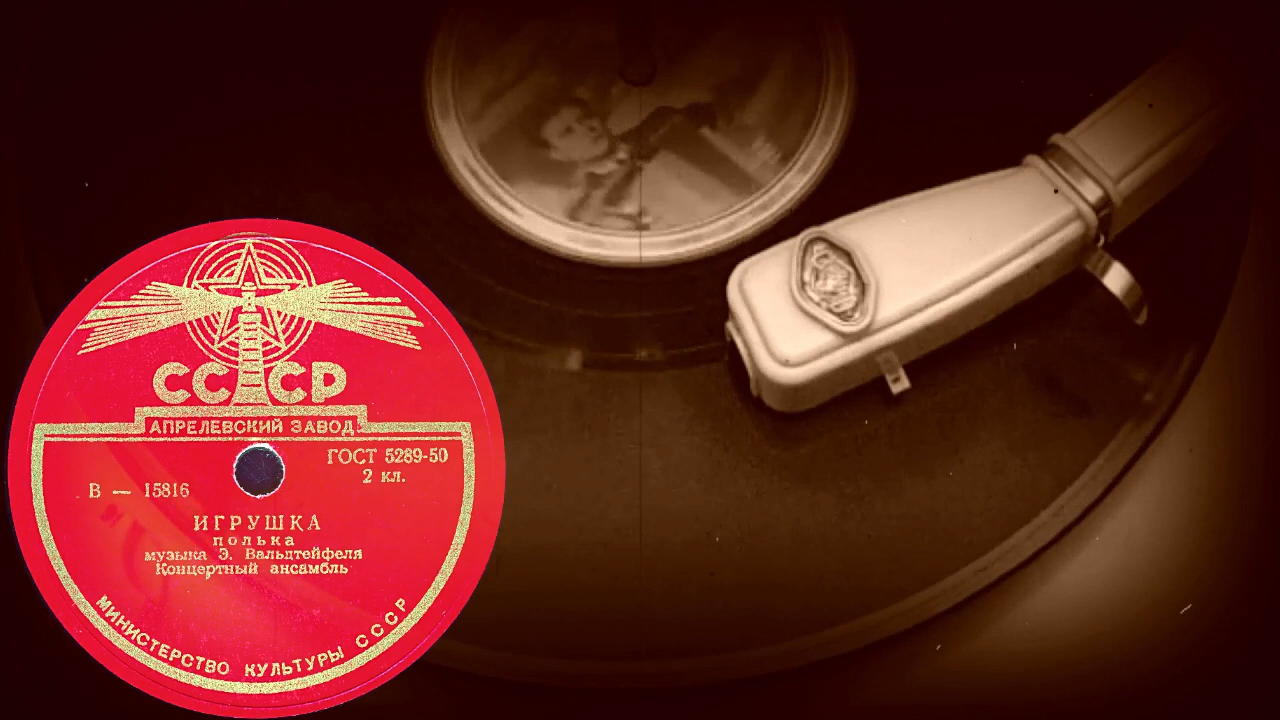 СССР
АПРЕЛЕВСКИЙ ЗАВОД
ГОСТ 5289-50
2 кл.
В — 15816
ИГРУШКА
полька
музыка Э. Вальдтейфеля
Концертный ансамбль
МИНИСТЕРСТВО КУЛЬТУРЫ СССР